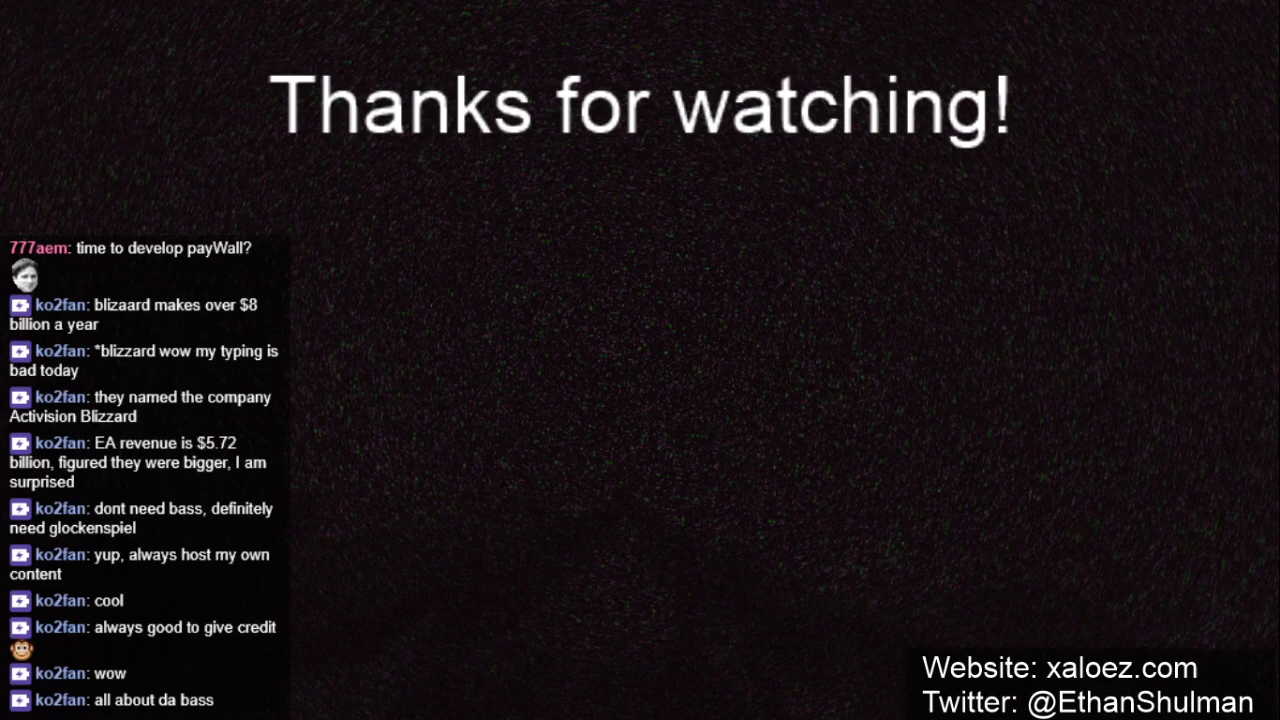 Thanks for watching!
777aem: time to develop payWall?
ko2fan: blizaard makes over $8
billion a year
ko2fan: *blizzard wow my typing is
bad today
ko2fan: they named the company
Activision Blizzard
ko2fan: EA revenue is $5.72
billion, figured they were bigger, I am
surprised
ko2fan: dont need bass, definitely
need glockenspiel
ko2fan: yup, always host my own
content
ko2fan: cool
ko2fan: always good to give credit
ko2fan: wow
ko2fan: all about da bass
Website: xaloez.com
Twitter: @EthanShulman